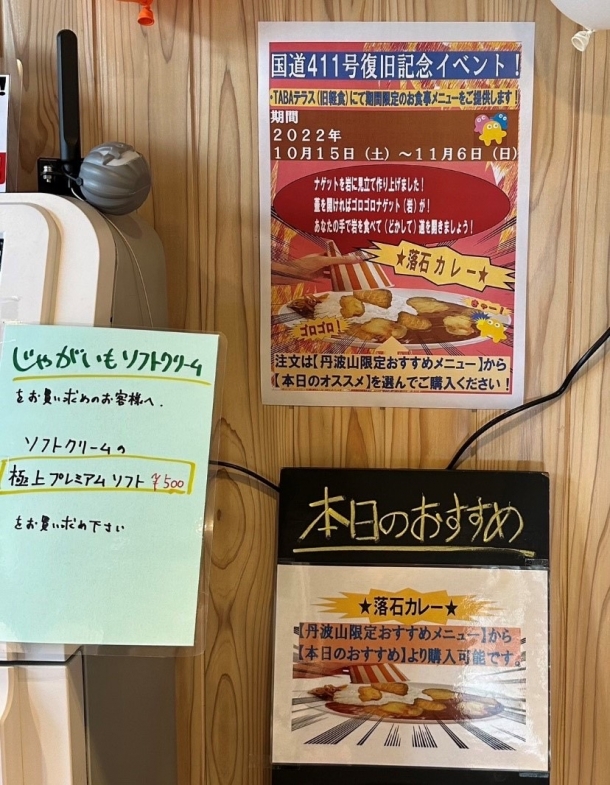 国道411号復旧記念イベント！
・TABAテラス（旧軽食）にて期間限定のお食事メニューをご提供します！
期間
2022年
10月15日（土）～11月6日（日）
ナゲットを岩に見立て作り上げました！
蓋を開ければゴロゴロナゲット（岩）が！
あなたの手で岩を食べて（どかして）道を開きましょう！
★落石カレー★
ゴロゴロ！
注文は【丹波山限定おすすめメニュー】から
【本日のオススメ】を選んでご購入ください！
じゃがいもソフトクリーム
をお買い求めのお客様へ.
ソフトクリームの
極上プレミアムソフト ¥500
をお買い求め下さい
本日のおすすめ
★落石カレー★
【丹波山限定おすすめメニュー】から
【本日のおすすめ】より購入可能です。